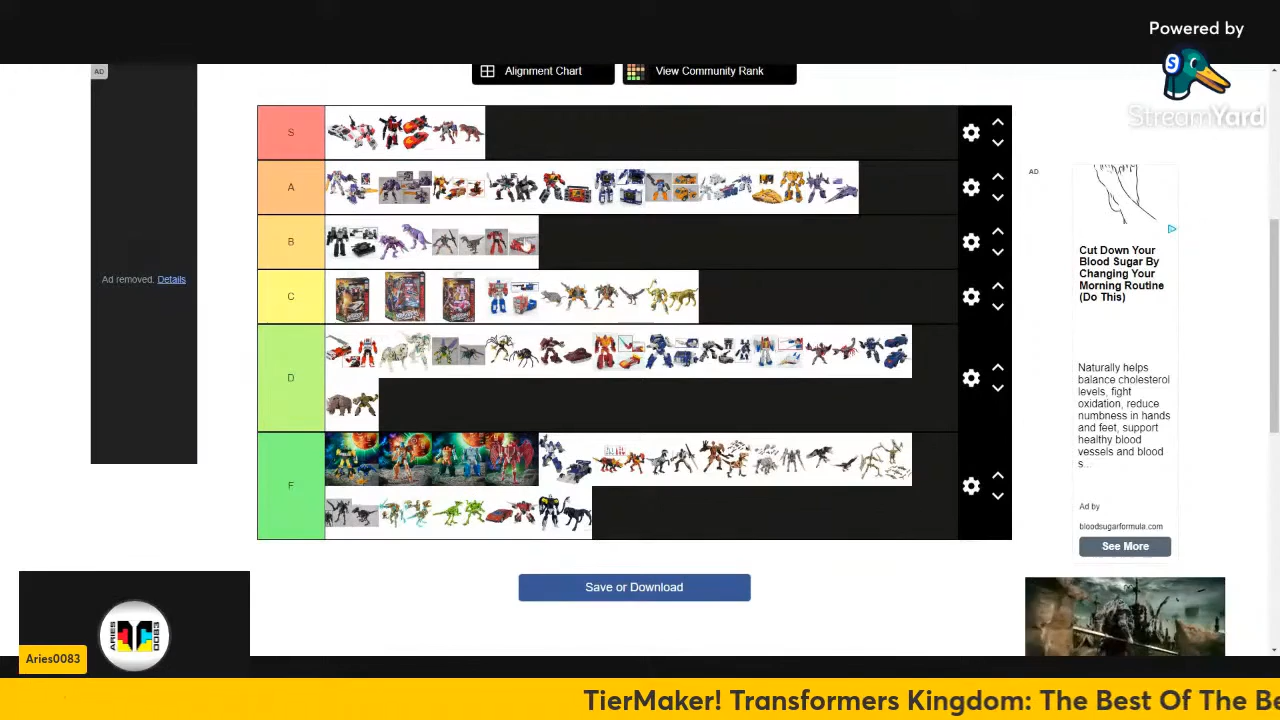 Powered by
StreamYard
AD
Alignment Chart
View Community Rank
S
A
B
C
D
F
Ad removed. Details
AD
Cut Down Your
Blood Sugar By
Changing Your
Morning Routine
(Do This)
Naturally helps
balance cholesterol
levels, fight
oxidation, reduce
numbness in hands
and feet, support
healthy blood
vessels and blood
s...
Ad by
bloodsugarformula.com
See More
Save or Download
ARIES
0083
Aries0083
TierMaker! Transformers Kingdom: The Best Of The Be